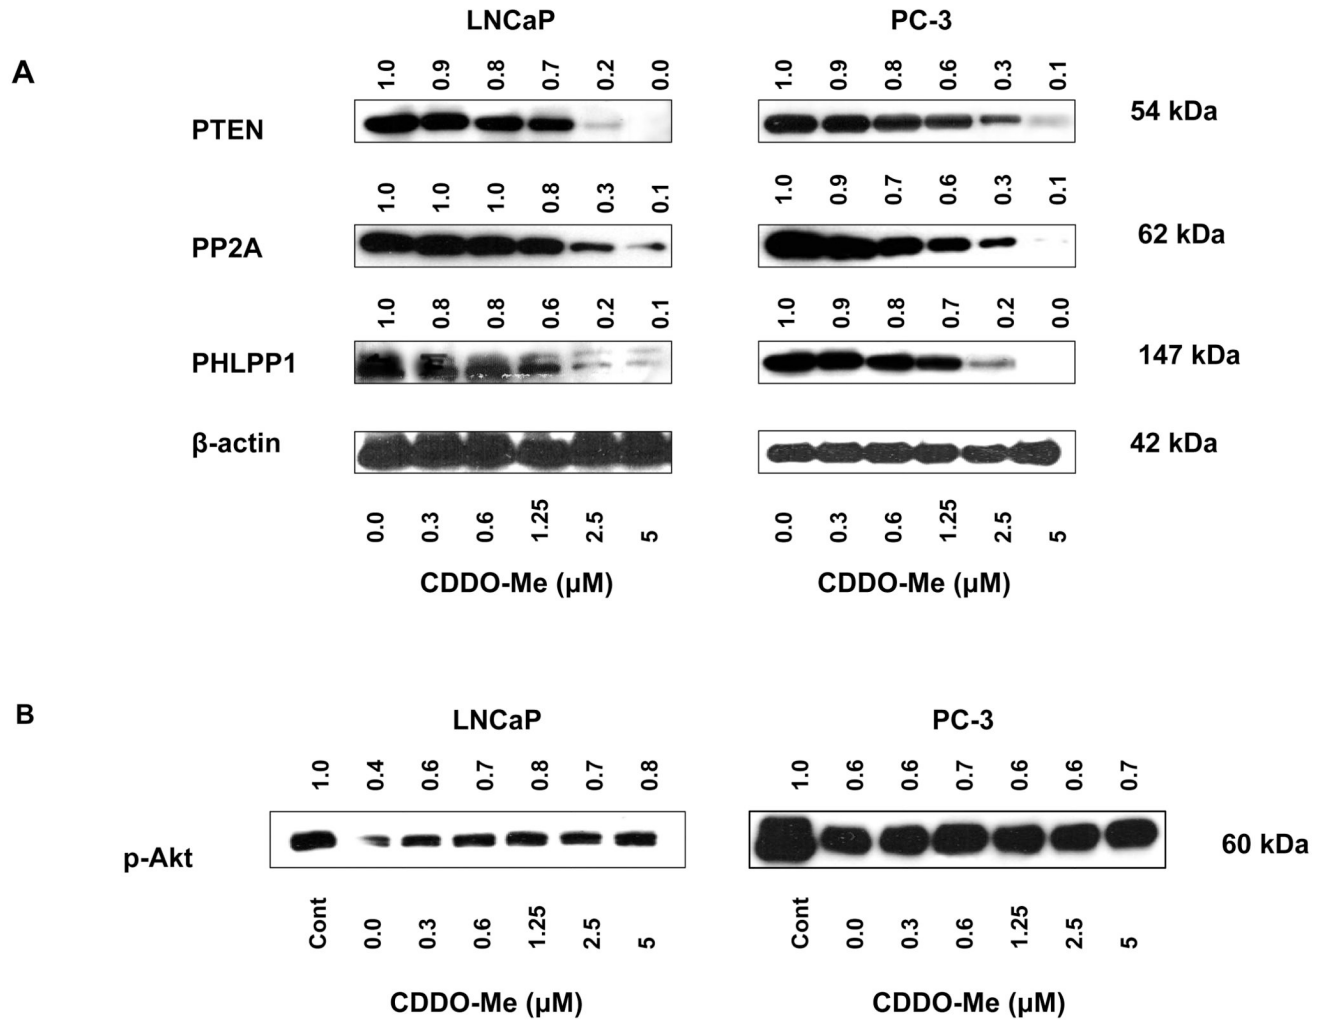 LNCaP PC-3
A
1.0 0.9 0.8 0.7 0.2 0.0 1.0 0.9 0.8 0.6 0.3 0.1
PTEN 54 kDa
1.0 1.0 1.0 0.8 0.3 0.1 1.0 0.9 0.7 0.6 0.3 0.1
PP2A 62 kDa
1.0 0.8 0.8 0.6 0.2 0.1 1.0 0.9 0.8 0.7 0.2 0.0
PHLPP1 147 kDa
β-actin 42 kDa
0.0 0.3 0.6 1.25 2.5 5 0.0 0.3 0.6 1.25 2.5 5
CDDO-Me (µM) CDDO-Me (µM)
B
LNCaP PC-3
1.0 0.4 0.6 0.7 0.8 0.7 0.8 1.0 0.6 0.6 0.7 0.6 0.6 0.7
p-Akt 60 kDa
Cont 0.0 0.3 0.6 1.25 2.5 5 Cont 0.0 0.3 0.6 1.25 2.5 5
CDDO-Me (µM) CDDO-Me (µM)